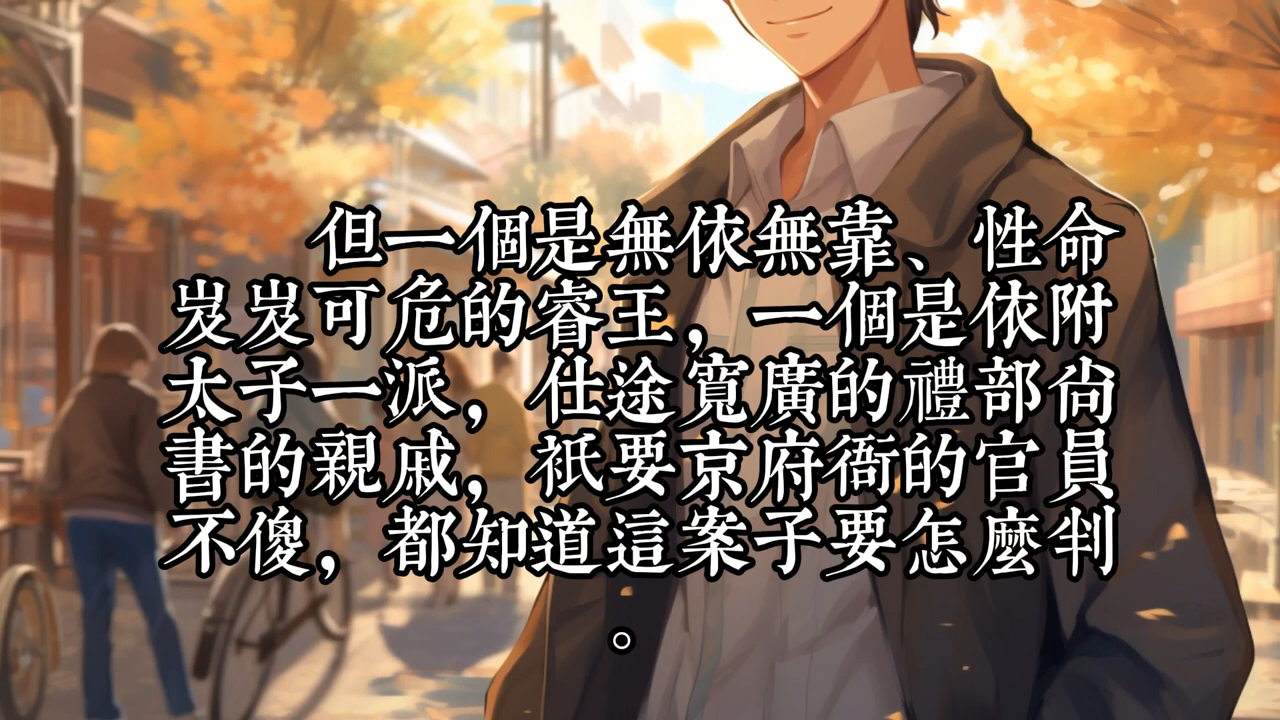 但一個是無依無靠、性命
岌岌可危的睿王，一個是依附
太子一派，仕途寬廣的禮部尚
書的親戚，祇要京府衙的官員
不傻，都知道這案子要怎麼判
。